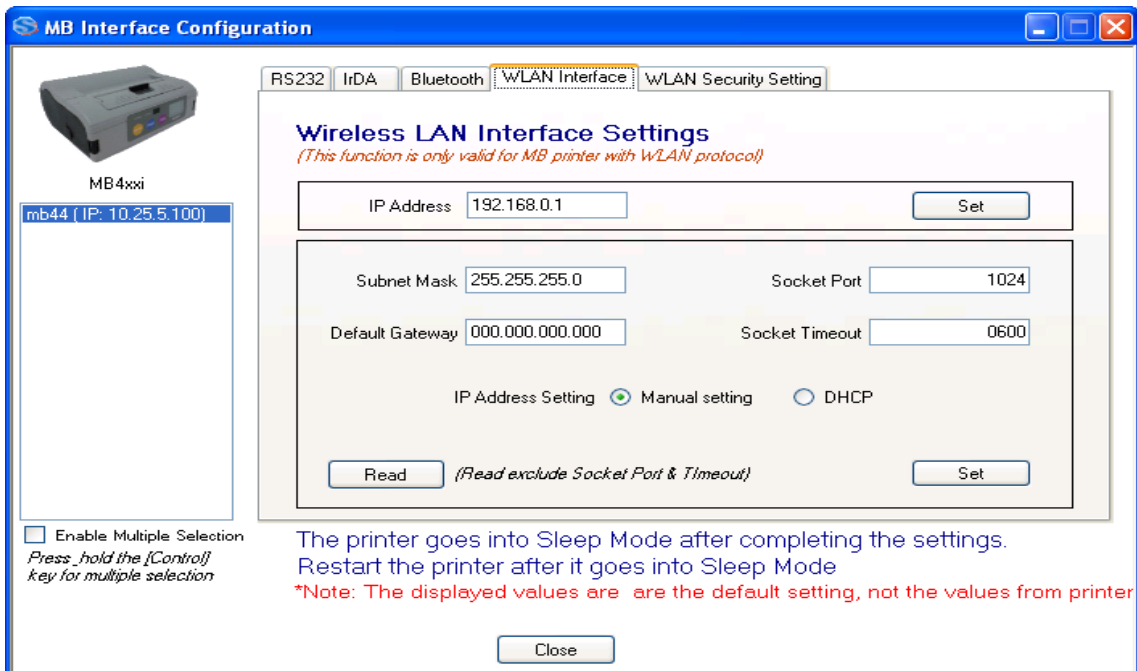 MB Interface Configuration
RS232 IrDA Bluetooth WLAN Interface WLAN Security Setting
MB4xxi
mb44 ( IP: 10.25.5.100)
Wireless LAN Interface Settings
(This function is only valid for MB printer with WLAN protocol)
IP Address 192.168.0.1 Set
Subnet Mask 255.255.255.0 Socket Port 1024
Default Gateway 000.000.000.000 Socket Timeout 0600
IP Address Setting Manual setting DHCP
Read (Read exclude Socket Port & TImeout) Set
Enable Multiple Selection
Press_hold the [Control]
key for multiple selection
The printer goes into Sleep Mode after completing the settings.
Restart the printer after it goes into Sleep Mode
*Note: The displayed values are are the default setting, not the values from printer
Close